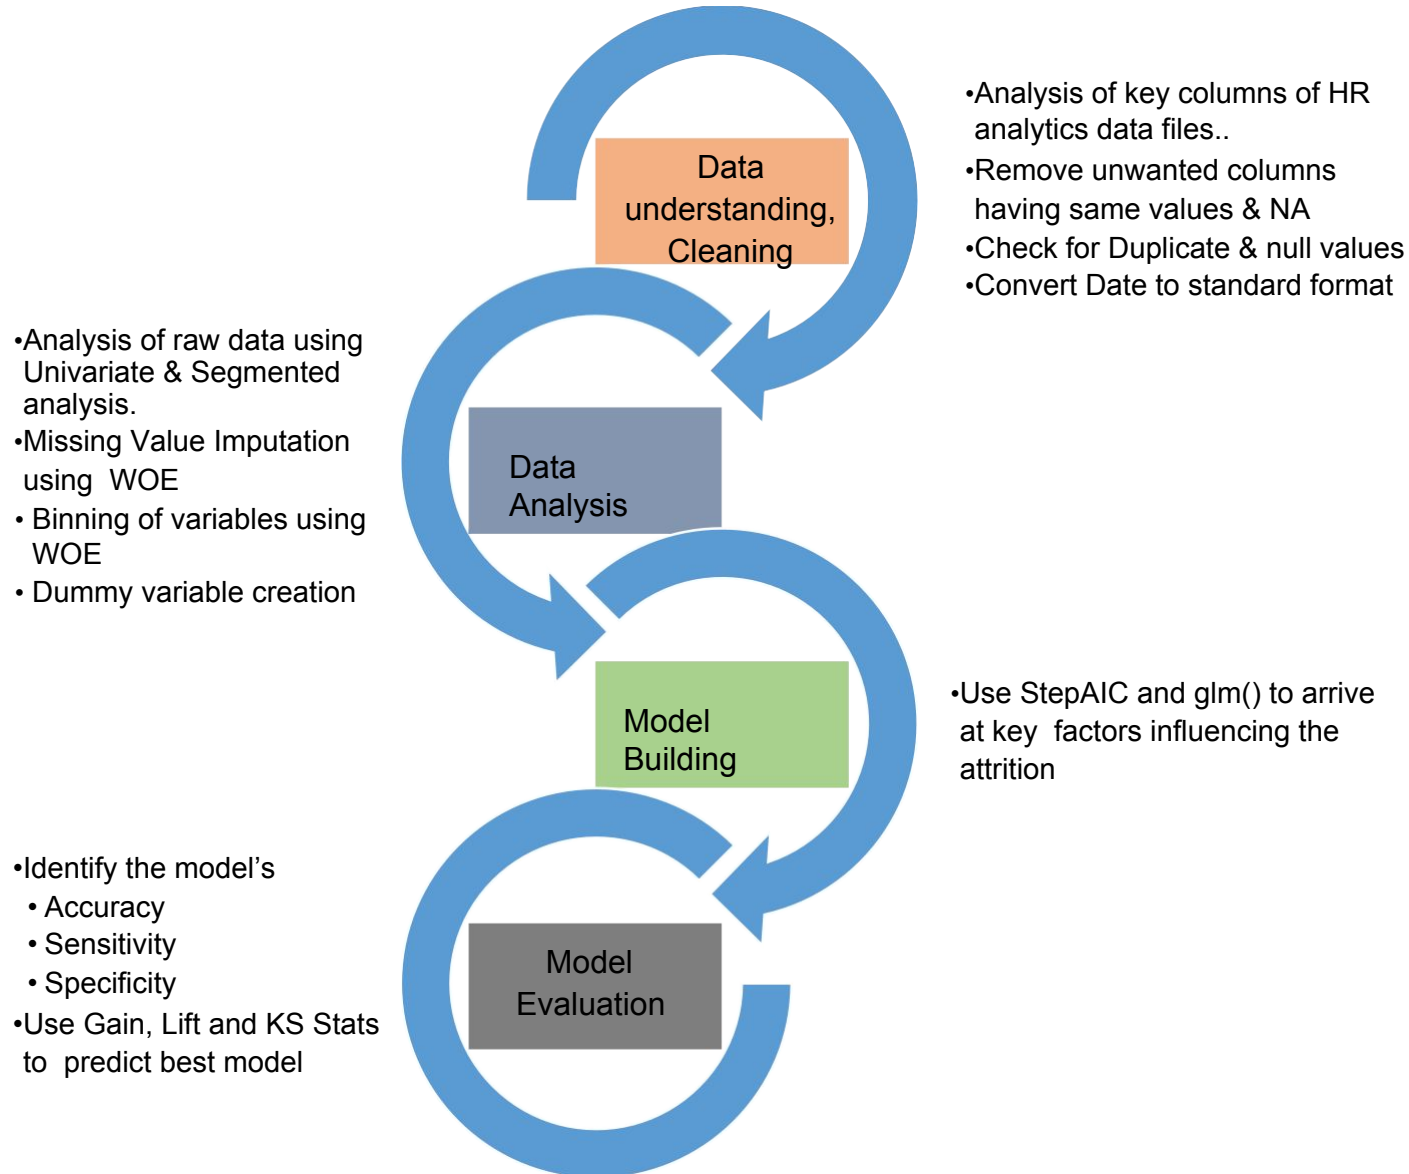 Data
understanding,
Cleaning
•Analysis of key columns of HR
analytics data files..
•Remove unwanted columns
having same values & NA
•Check for Duplicate & null values
•Convert Date to standard format
Data
Analysis
•Analysis of raw data using
Univariate & Segmented
analysis.
•Missing Value Imputation
using WOE
• Binning of variables using
WOE
• Dummy variable creation
Model
Building
•Use StepAIC and glm() to arrive
at key factors influencing the
attrition
Model
Evaluation
•Identify the model’s
• Accuracy
• Sensitivity
• Specificity
•Use Gain, Lift and KS Stats
to predict best model